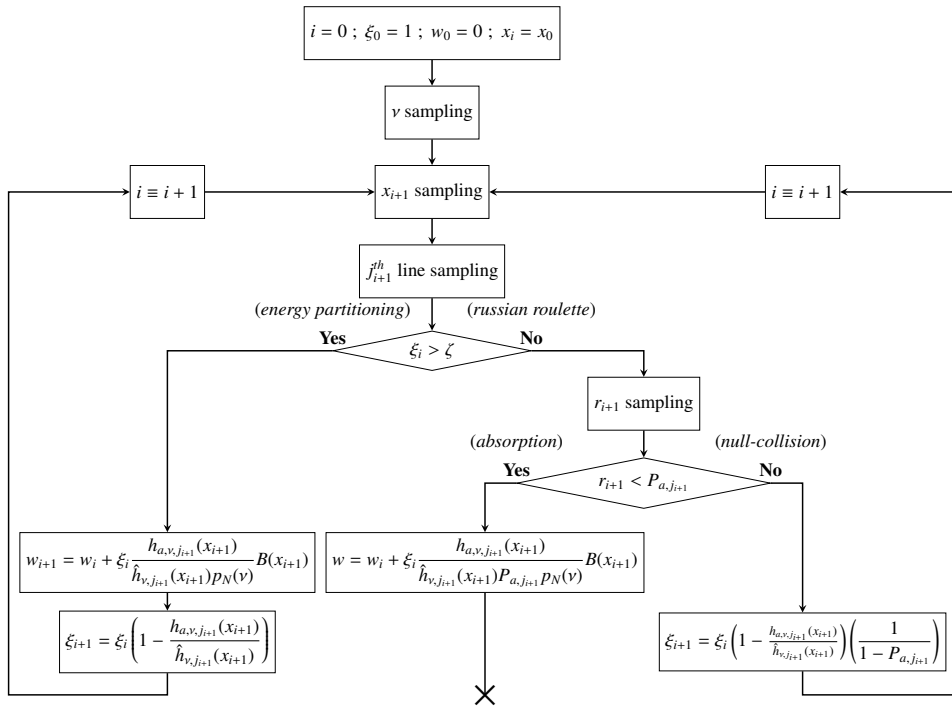 i = 0 ; ξ₀ = 1 ; w₀ = 0 ; xᵢ = x₀
ν sampling
i ≡ i + 1
x_{i+1} sampling
i ≡ i + 1
j^{th}_{i+1} line sampling
(energy partitioning) (russian roulette)
Yes ξᵢ > ζ No
r_{i+1} sampling
(absorption) (null-collision)
Yes r_{i+1} < P_{a,j_{i+1}} No
w_{i+1} = w_i + ξ_i \frac{h_{a,ν,j_{i+1}}(x_{i+1})}{\hat{h}_{ν,j_{i+1}}(x_{i+1})p_N(ν)} B(x_{i+1})
w = w_i + ξ_i \frac{h_{a,ν,j_{i+1}}(x_{i+1})}{\hat{h}_{ν,j_{i+1}}(x_{i+1})P_{a,j_{i+1}}p_N(ν)} B(x_{i+1})
ξ_{i+1} = ξ_i \left(1 − \frac{h_{a,ν,j_{i+1}}(x_{i+1})}{\hat{h}_{ν,j_{i+1}}(x_{i+1})}\right)
ξ_{i+1} = ξ_i \left(1 − \frac{h_{a,ν,j_{i+1}}(x_{i+1})}{\hat{h}_{ν,j_{i+1}}(x_{i+1})}\right)\left(\frac{1}{1 − P_{a,j_{i+1}}}\right)